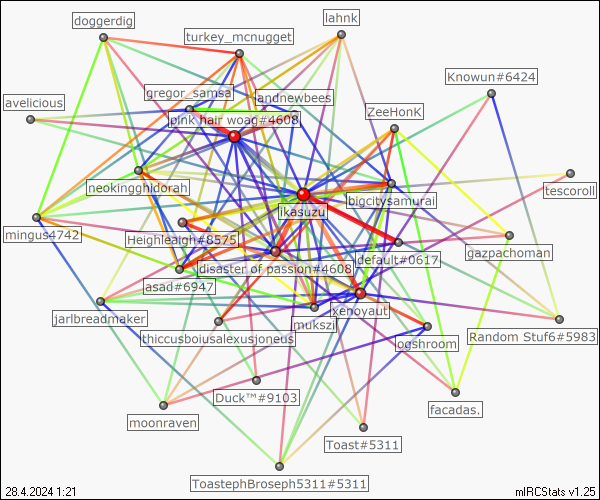 doggerdig
lahnk
turkey_mcnugget
Knowun#6424
gregor_samsa
andnewbees
avelicious
ZeeHonK
pink hair woag#4608
neokingghidorah
tescoroll
bigcitysamurai
ikasuzu
mingus4742
Heighleaigh#8575
gazpachoman
default#0617
disaster of passion#4608
asad#6947
xenovaut
jarlbreadmaker
mukszil
thiccusboiusalexusjoneus
Random Stuf6#5983
ogshroom
Duck™#9103
facadas.
moonraven
Toast#5311
ToastephBroseph5311#5311
28.4.2024 1:21
mIRCStats v1.25